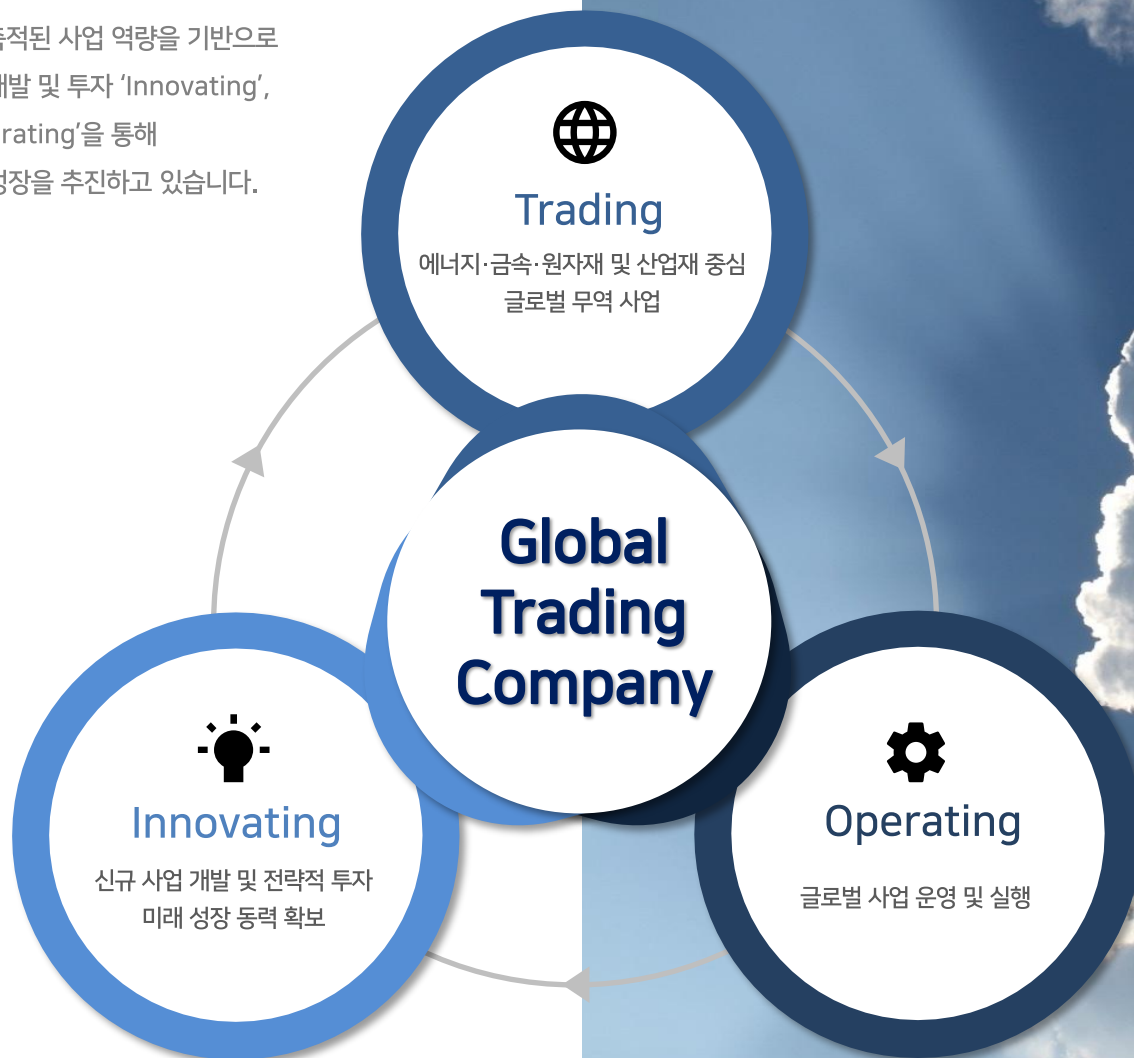 축적된 사업 역량을 기반으로
개발 및 투자 ‘Innovating’,
rating’을 통해
성장을 추진하고 있습니다.
Trading
에너지·금속·원자재 및 산업재 중심
글로벌 무역 사업
Global
Trading
Company
Innovating
신규 사업 개발 및 전략적 투자
미래 성장 동력 확보
Operating
글로벌 사업 운영 및 실행